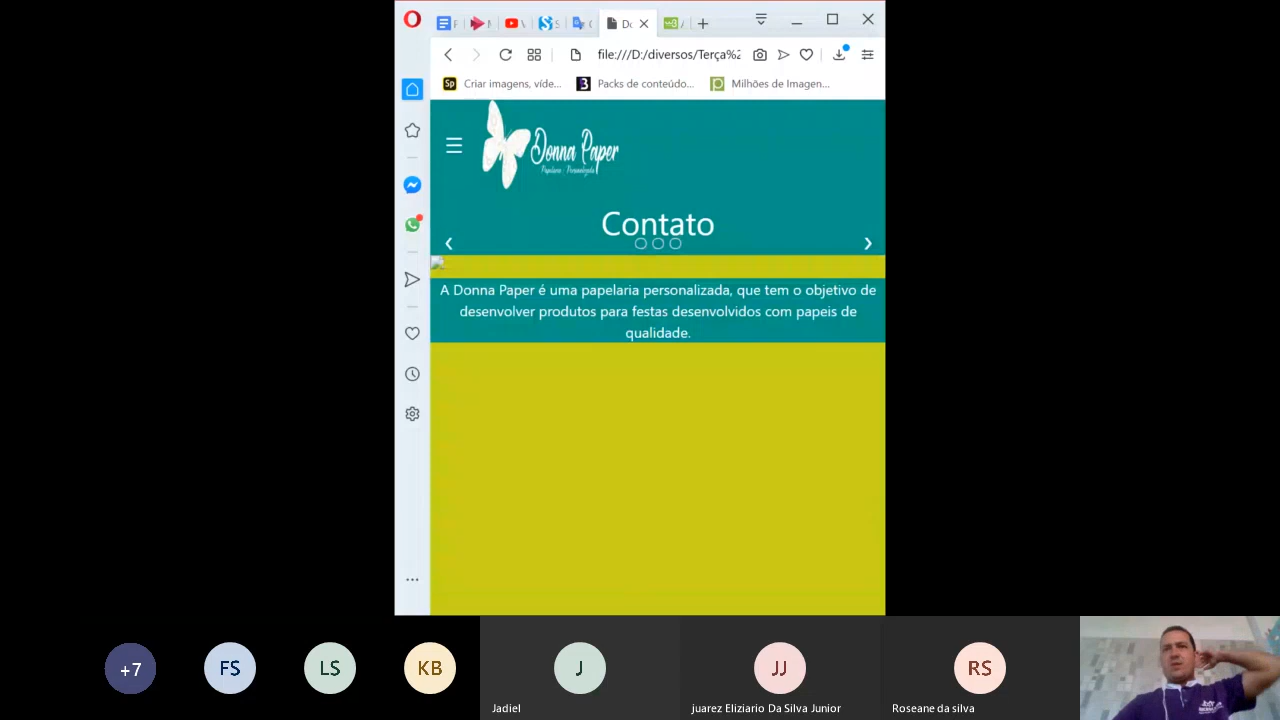 file:///D:/diversos/Terça%2
Criar imagens, víde...
Packs de conteúdo...
Milhões de Imagen...
Donna Paper
Papelaria - Personalizada
Contato
A Donna Paper é uma papelaria personalizada, que tem o objetivo de
desenvolver produtos para festas desenvolvidos com papeis de
qualidade.
+7
FS
LS
KB
J
JJ
RS
Jadiel
juarez Eliziario Da Silva Junior
Roseane da silva